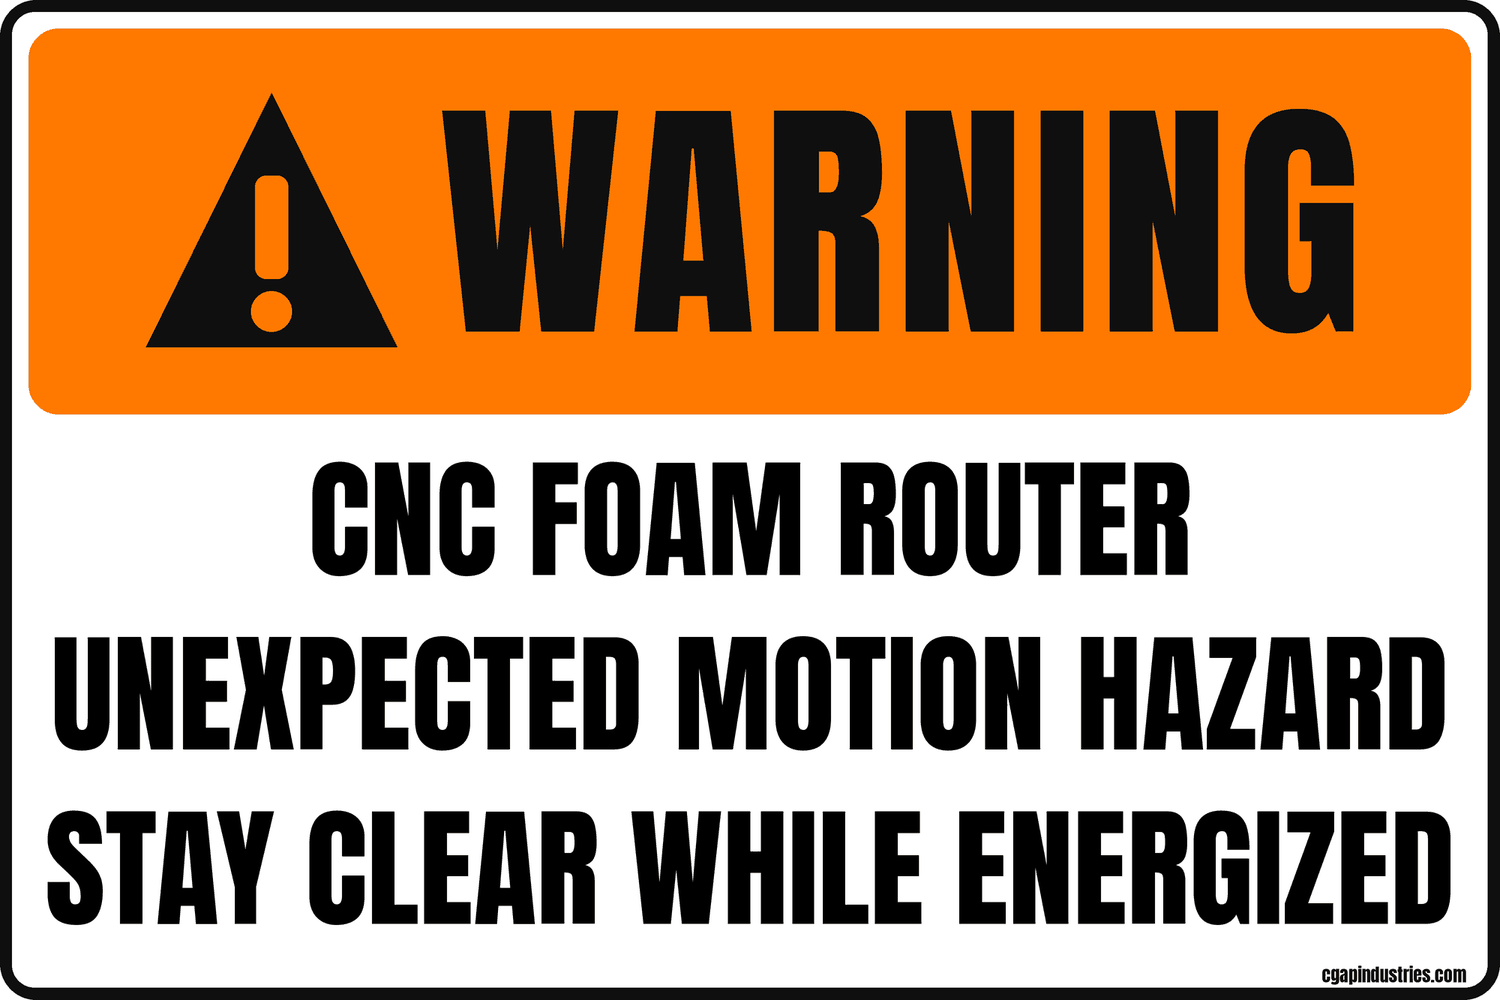 WARNING
CNC FOAM ROUTER
UNEXPECTED MOTION HAZARD
STAY CLEAR WHILE ENERGIZED
cgapindustries.com